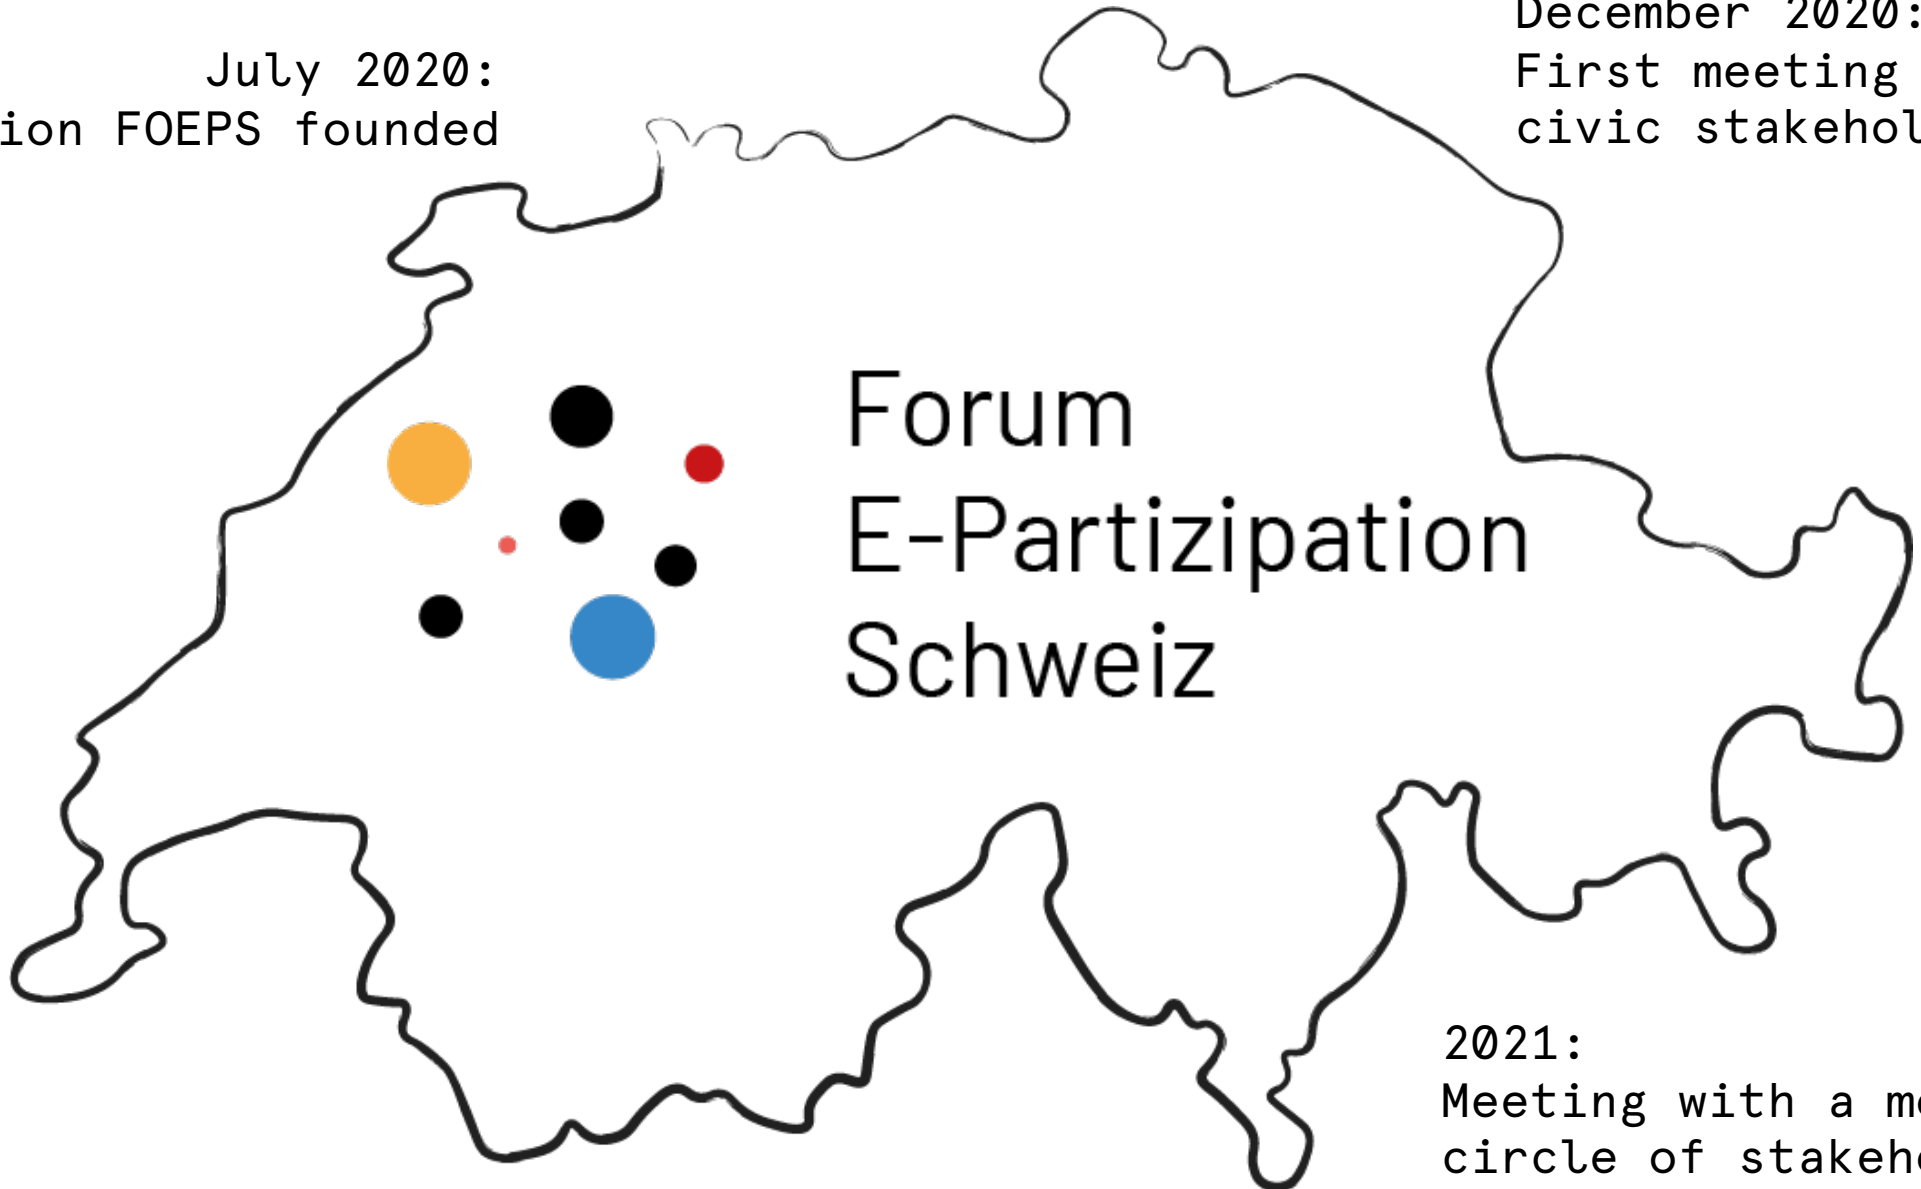 July 2020:
ion FOEPS founded
December 2020:
First meeting
civic stakehol
Forum
E-Partizipation
Schweiz
2021:
Meeting with a m
circle of stakeh